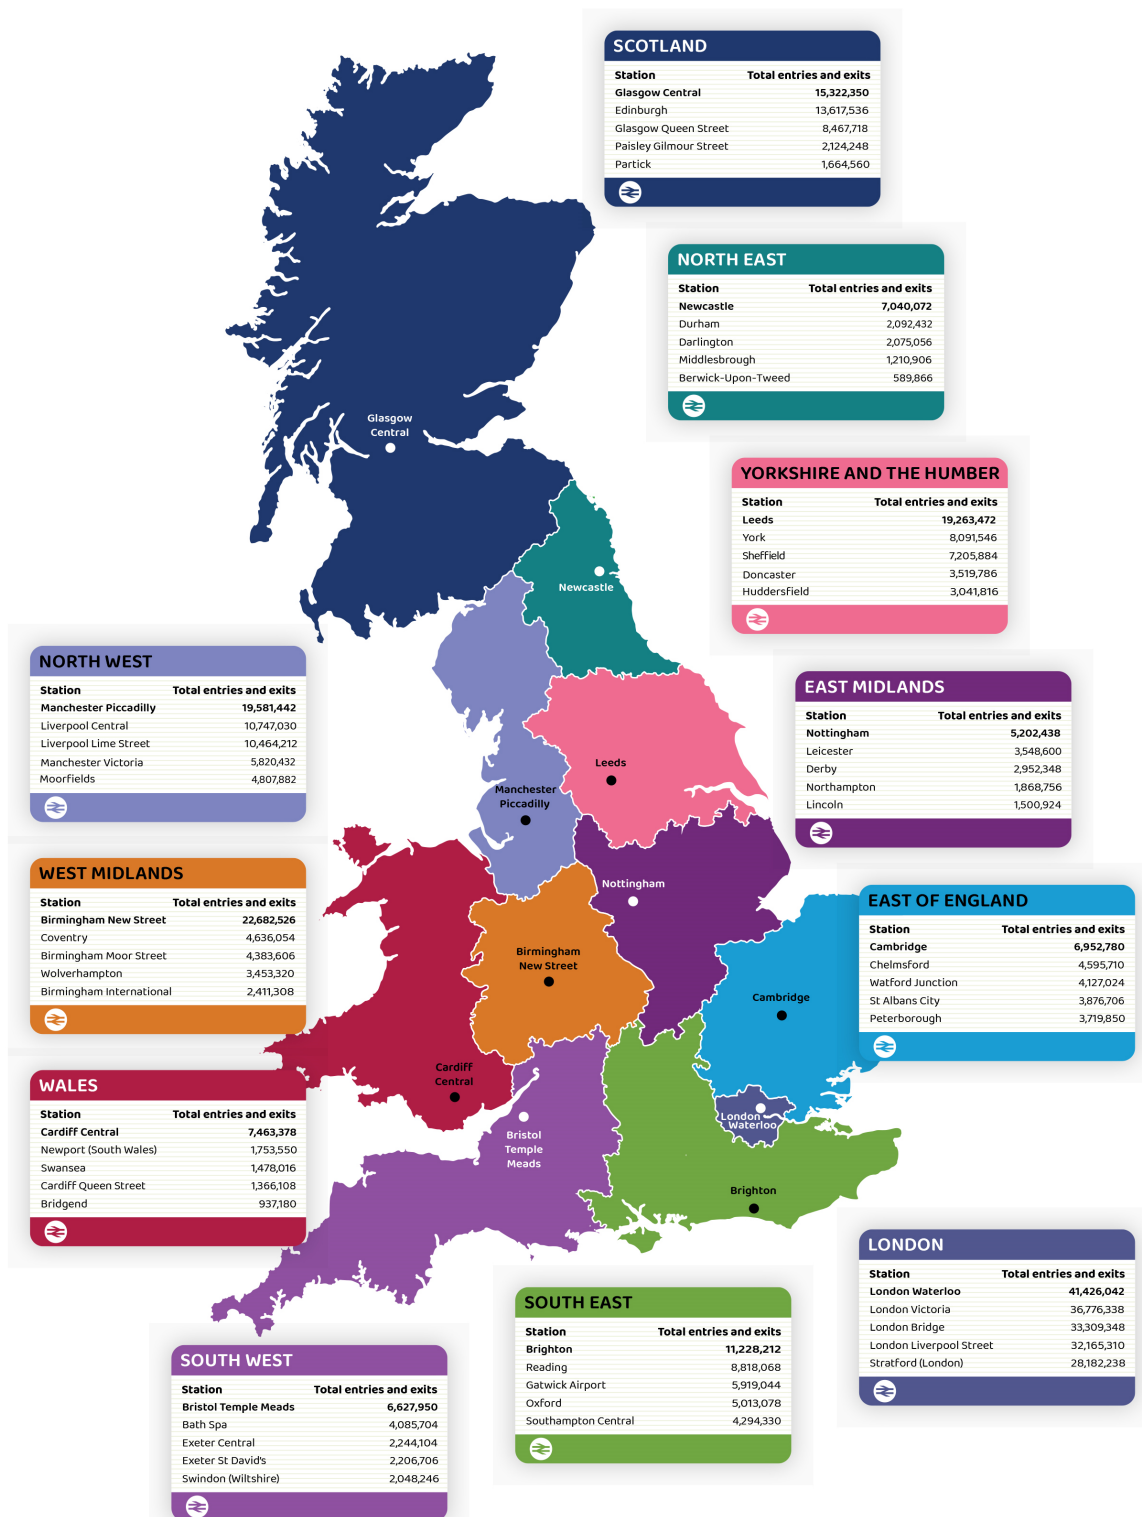 SCOTLAND
Station Total entries and exits
Glasgow Central 15,322,350
Edinburgh 13,617,536
Glasgow Queen Street 8,467,718
Paisley Gilmour Street 2,124,248
Partick 1,664,560
NORTH EAST
Station Total entries and exits
Newcastle 7,040,072
Durham 2,092,432
Darlington 2,075,056
Middlesbrough 1,210,906
Berwick-Upon-Tweed 589,866
YORKSHIRE AND THE HUMBER
Station Total entries and exits
Leeds 19,263,472
York 8,091,546
Sheffield 7,205,884
Doncaster 3,519,786
Huddersfield 3,041,816
NORTH WEST
Station Total entries and exits
Manchester Piccadilly 19,581,442
Liverpool Central 10,747,030
Liverpool Lime Street 10,464,212
Manchester Victoria 5,820,432
Moorfields 4,807,882
EAST MIDLANDS
Station Total entries and exits
Nottingham 5,202,438
Leicester 3,548,600
Derby 2,952,348
Northampton 1,868,756
Lincoln 1,500,924
WEST MIDLANDS
Station Total entries and exits
Birmingham New Street 22,682,526
Coventry 4,636,054
Birmingham Moor Street 4,383,606
Wolverhampton 3,453,320
Birmingham International 2,411,308
EAST OF ENGLAND
Station Total entries and exits
Cambridge 6,952,780
Chelmsford 4,595,710
Watford Junction 4,127,024
St Albans City 3,876,706
Peterborough 3,719,850
WALES
Station Total entries and exits
Cardiff Central 7,463,378
Newport (South Wales) 1,753,550
Swansea 1,478,016
Cardiff Queen Street 1,366,108
Bridgend 937,180
LONDON
Station Total entries and exits
London Waterloo 41,426,042
London Victoria 36,776,338
London Bridge 33,309,348
London Liverpool Street 32,165,310
Stratford (London) 28,182,238
SOUTH EAST
Station Total entries and exits
Brighton 11,228,212
Reading 8,818,068
Gatwick Airport 5,919,044
Oxford 5,013,078
Southampton Central 4,294,330
SOUTH WEST
Station Total entries and exits
Bristol Temple Meads 6,627,950
Bath Spa 4,085,704
Exeter Central 2,244,104
Exeter St David's 2,206,706
Swindon (Wiltshire) 2,048,246
Glasgow
Central
Newcastle
Leeds
Manchester
Piccadilly
Nottingham
Birmingham
New Street
Cambridge
Cardiff
Central
London
Waterloo
Bristol
Temple
Meads
Brighton